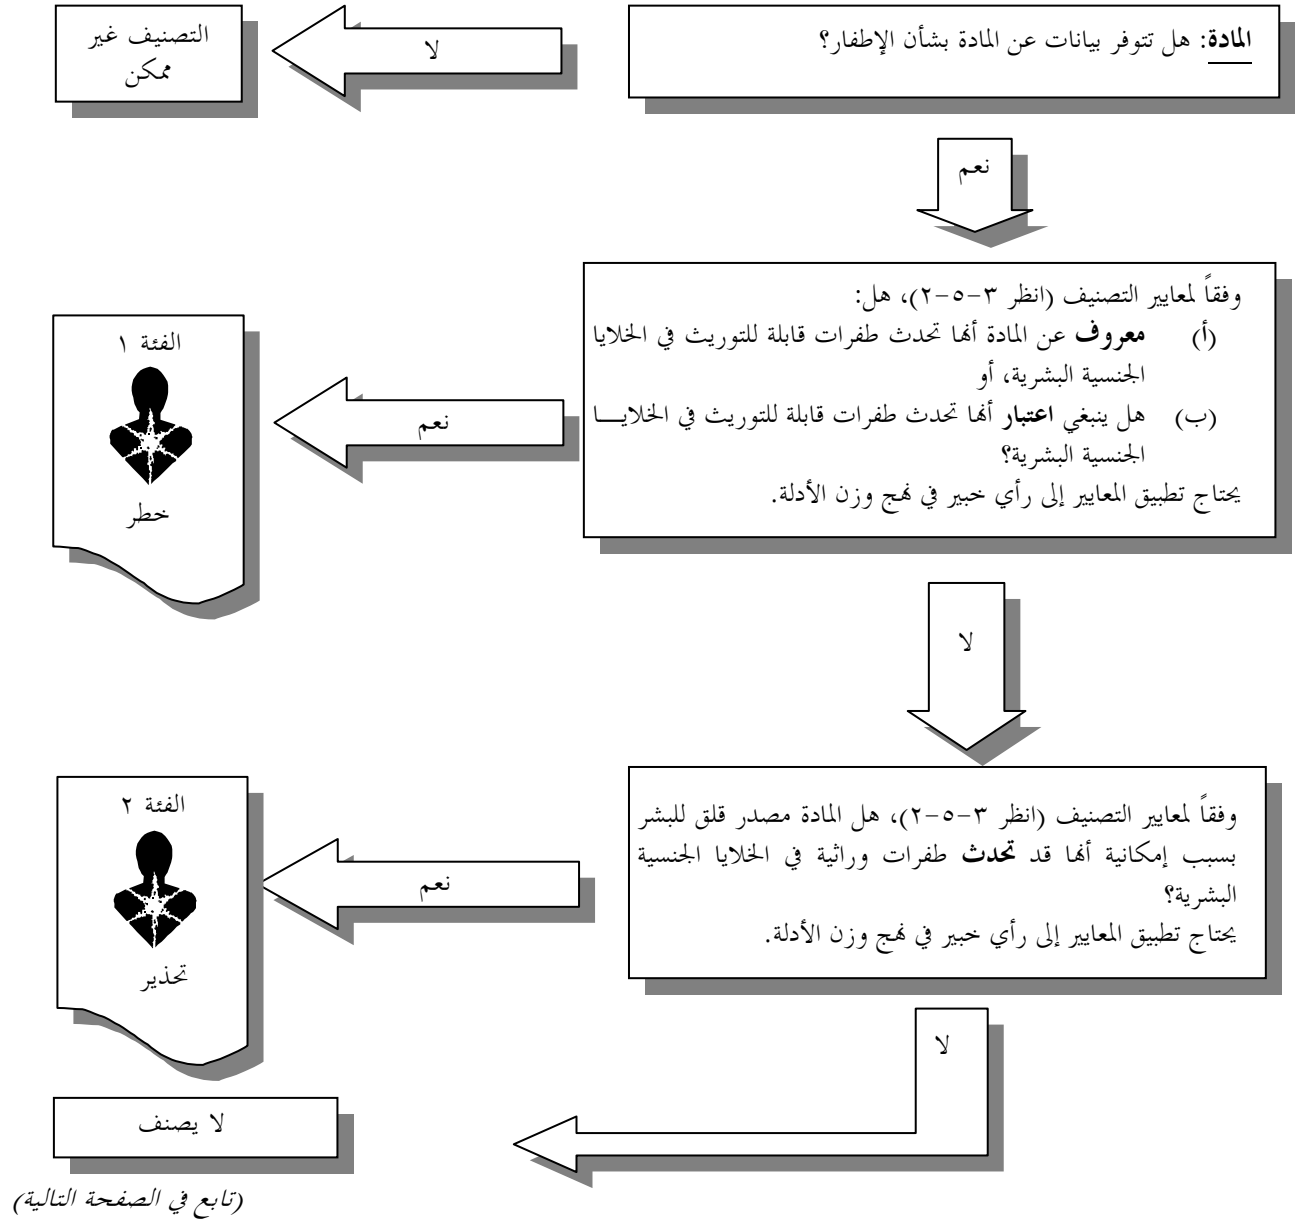 المادة: هل تتوفر بيانات عن المادة بشأن الإطفار؟
لا
التصنيف غير
ممكن
نعم
وفقاً لمعايير التصنيف (انظر ٣-٥-٢)، هل:
(أ) معروف عن المادة أنها تحدث طفرات قابلة للتوريث في الخلايا
الجنسية البشرية، أو
(ب) هل ينبغي اعتبار أنها تحدث طفرات قابلة للتوريث في الخلايـــا
الجنسية البشرية؟
يحتاج تطبيق المعايير إلى رأي خبير في نهج وزن الأدلة.
نعم
الفئة ١
خطر
لا
وفقاً لمعايير التصنيف (انظر ٣-٥-٢)، هل المادة مصدر قلق للبشر
بسبب إمكانية أنها قد تحدث طفرات وراثية في الخلايا الجنسية
البشرية؟
يحتاج تطبيق المعايير إلى رأي خبير في نهج وزن الأدلة.
نعم
الفئة ٢
تحذير
لا
لا يصنف
(تابع في الصفحة التالية)